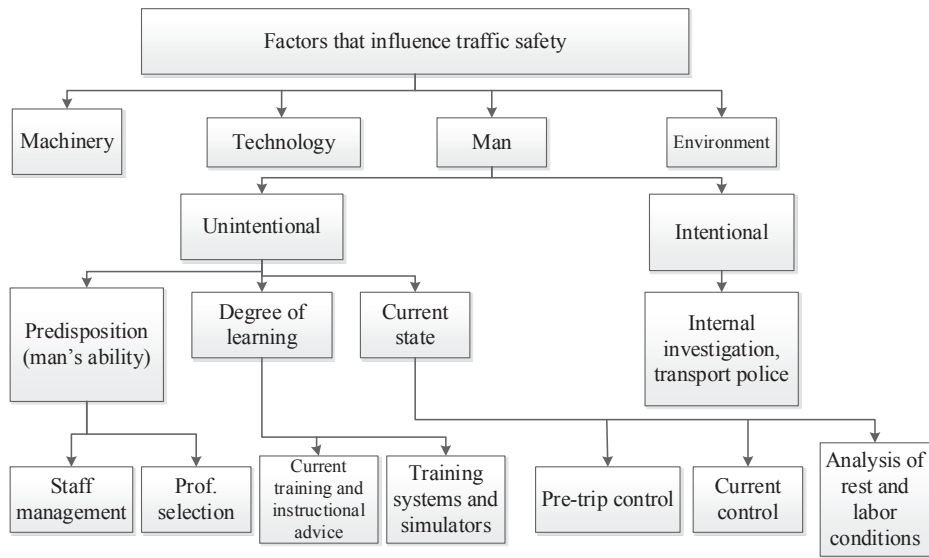 Factors that influence traffic safety
Machinery
Technology
Man
Environment
Unintentional
Intentional
Predisposition
(man's ability)
Degree of
learning
Current
state
Internal
investigation,
transport police
Staff
management
Prof.
selection
Current
training and
instructional
advice
Training
systems and
simulators
Pre-trip control
Current
control
Analysis of
rest and
labor
conditions